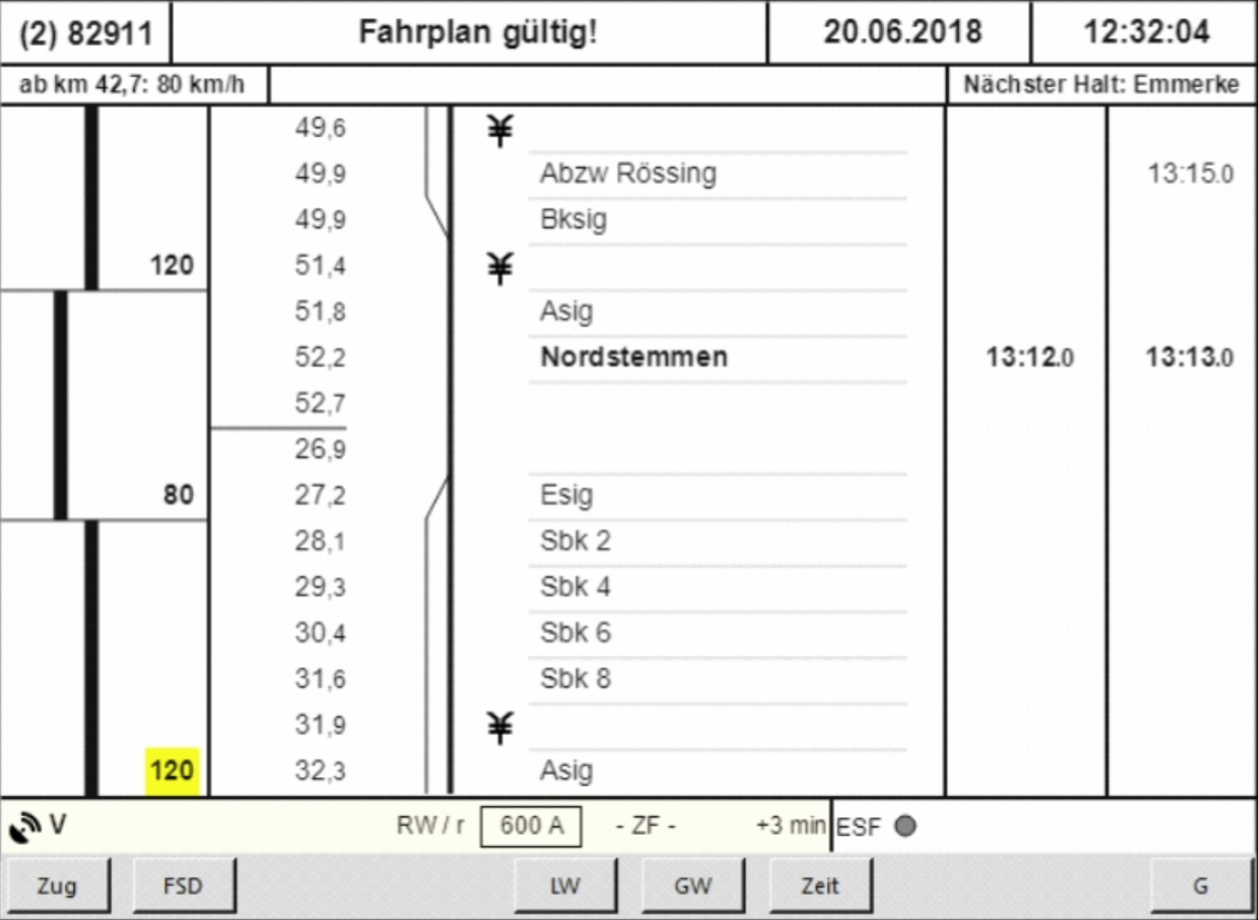 (2) 82911 Fahrplan gültig! 20.06.2018 12:32:04
ab km 42,7: 80 km/h Nächster Halt: Emmerke
49,6 ¥
49,9 Abzw Rössing 13:15.0
49,9 Bksig
120 51,4 ¥
51,8 Asig
52,2 Nordstemmen 13:12.0 13:13.0
52,7
26,9
80 27,2 Esig
28,1 Sbk 2
29,3 Sbk 4
30,4 Sbk 6
31,6 Sbk 8
31,9 ¥
120 32,3 Asig
V RW / r 600 A - ZF - +3 min ESF
Zug FSD LW GW Zeit G